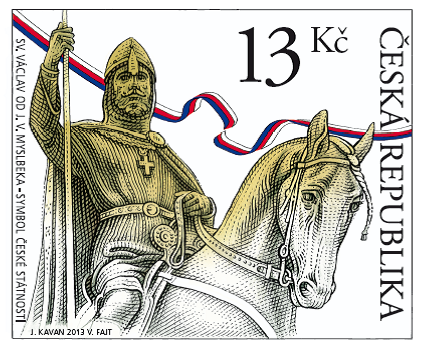 SV. VÁCLAV OD J. V. MYSLBEKA - SYMBOL ČESKÉ STÁTNOSTI
13 Kč
ČESKÁ REPUBLIKA
J. KAVAN 2013 V. FAJT